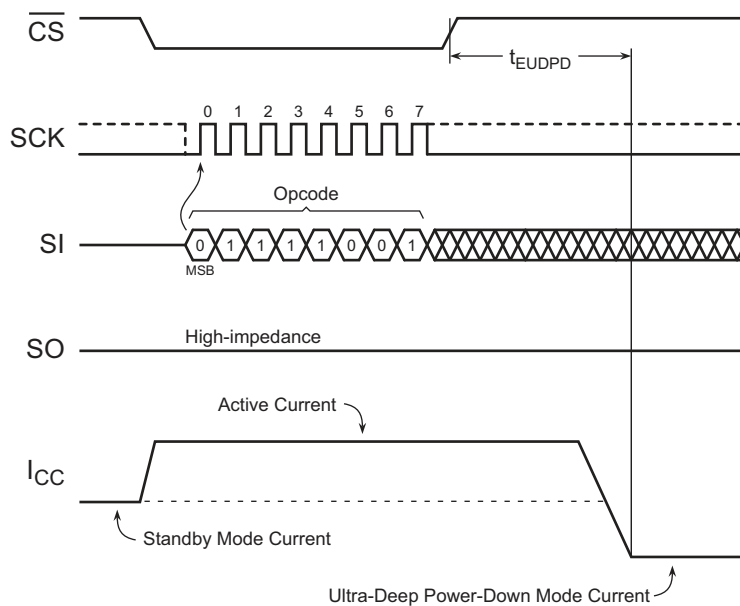 CS
tEUDPD
0 1 2 3 4 5 6 7
SCK
Opcode
SI
0 1 1 1 1 0 0 1
MSB
High-impedance
SO
Active Current
ICC
Standby Mode Current
Ultra-Deep Power-Down Mode Current